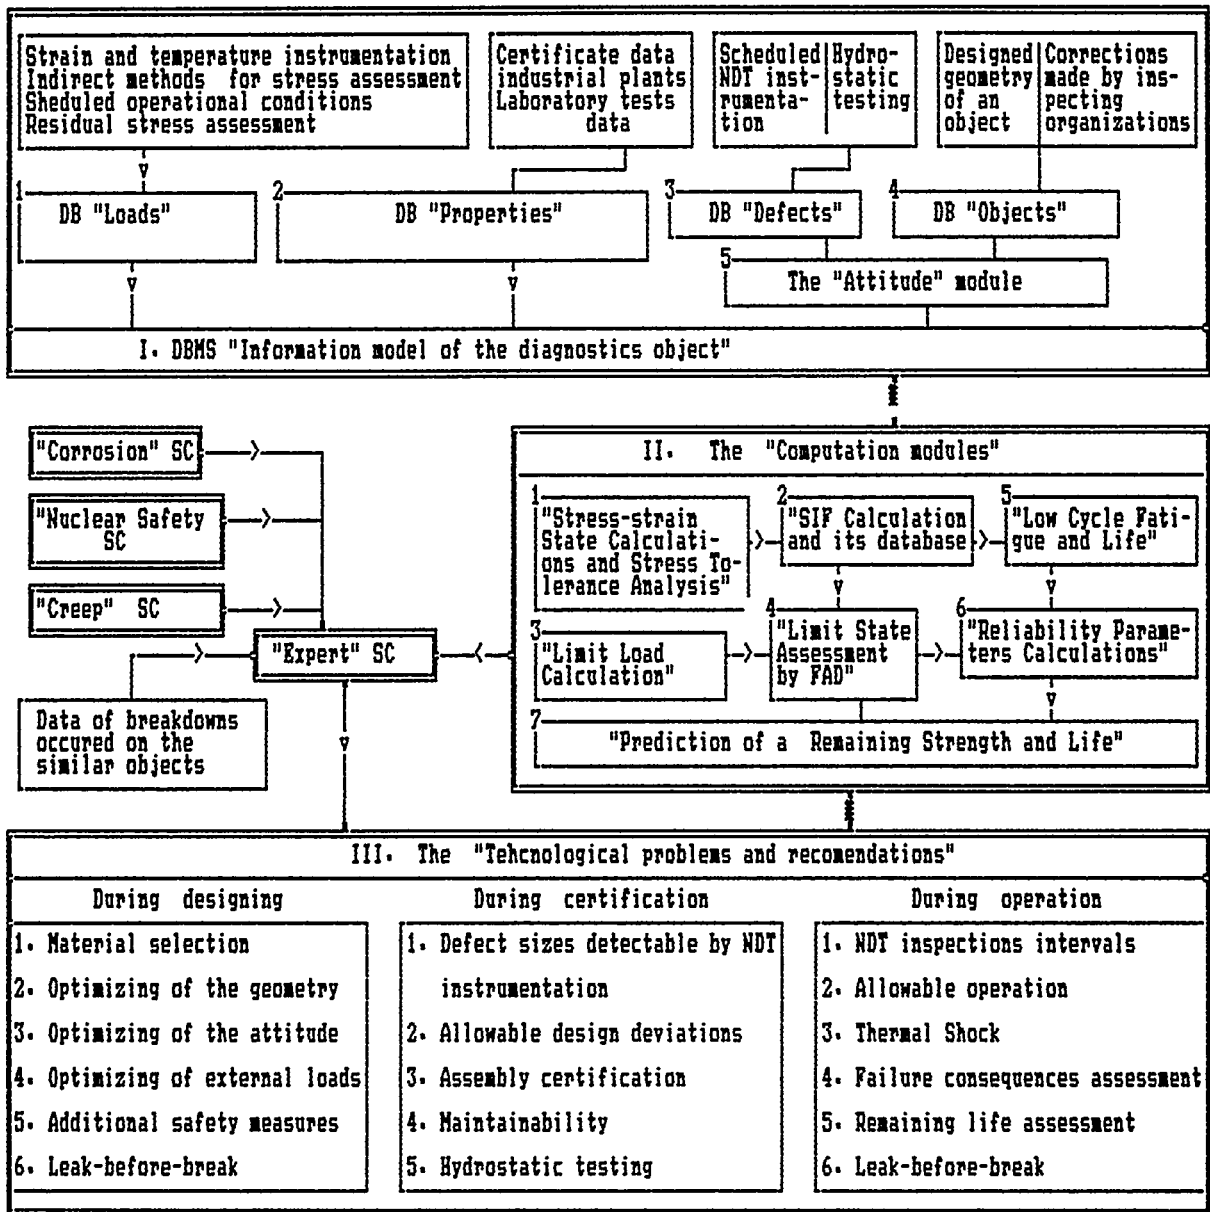 Strain and temperature instrumentation
Indirect methods for stress assessment
Sheduled operational conditions
Residual stress assessment
Certificate data
industrial plants
Laboratory tests
data
Scheduled
NDT inst-
rumenta-
tion
Hydro-
static
testing
Designed
geometry
of an
object
Corrections
made by ins-
pecting
organizations
1
DB "Loads"
2
DB "Properties"
3
DB "Defects"
4
DB "Objects"
5
The "Attitude" module
I. DBMS "Information model of the diagnostics object"
"Corrosion" SC
"Nuclear Safety
SC
"Creep" SC
"Expert" SC
Data of breakdowns
occured on the
similar objects
II. The "Computation modules"
1
"Stress-strain
State Calculati-
ons and Stress To-
lerance Analysis"
2
"SIF Calculation
and its database"
5
"Low Cycle Fati-
gue and Life"
3
"Limit Load
Calculation"
4
"Limit State
Assessment
by FAD"
6
"Reliability Parame-
ters Calculations"
7
"Prediction of a Remaining Strength and Life"
III. The "Tehcnological problems and recomendations"
During designing
1. Material selection
2. Optimizing of the geometry
3. Optimizing of the attitude
4. Optimizing of external loads
5. Additional safety measures
6. Leak-before-break
During certification
1. Defect sizes detectable by NDT
instrumentation
2. Allowable design deviations
3. Assembly certification
4. Maintainability
5. Hydrostatic testing
During operation
1. NDT inspections intervals
2. Allowable operation
3. Thermal Shock
4. Failure consequences assessment
5. Remaining life assessment
6. Leak-before-break